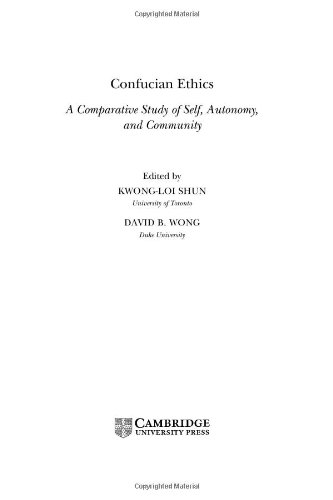 Copyrighted Material
Confucian Ethics
A Comparative Study of Self, Autonomy,
and Community
Edited by
KWONG-LOI SHUN
University of Toronto
DAVID B. WONG
Duke University
CAMBRIDGE
UNIVERSITY PRESS
Copyrighted Material